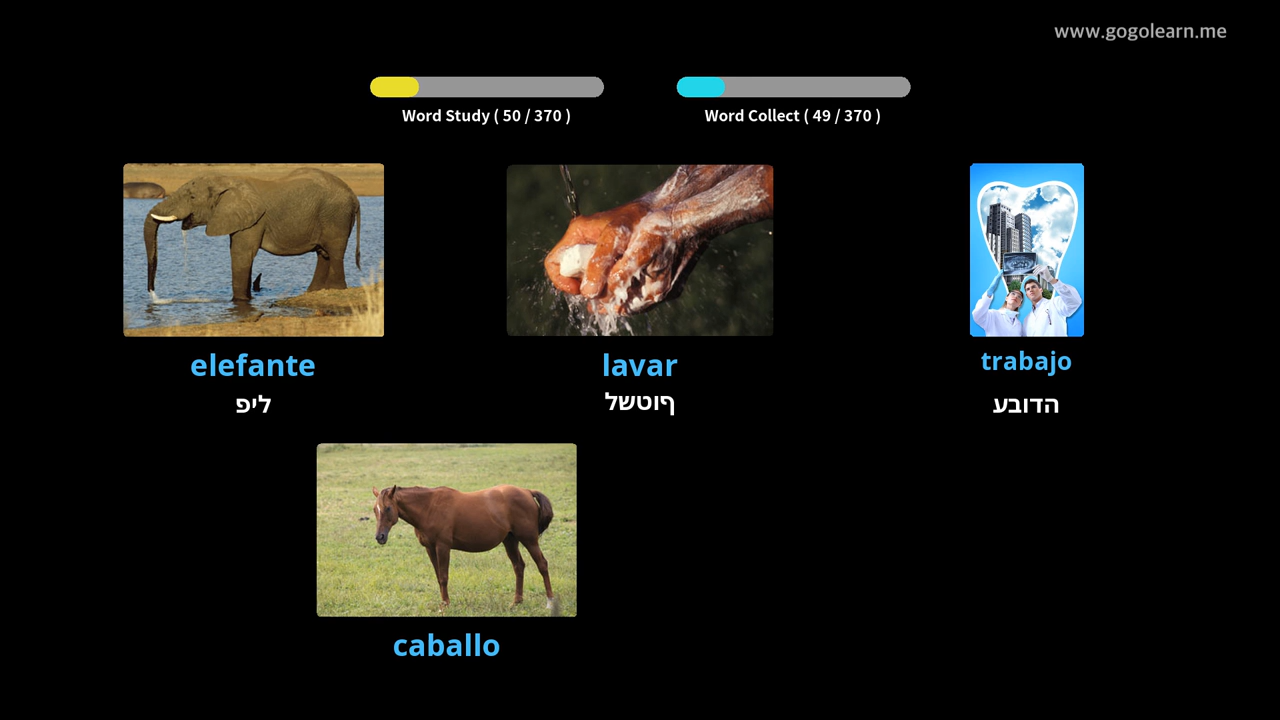 www.gogolearn.me
Word Study ( 50 / 370 )
Word Collect ( 49 / 370 )
elefante
lavar
trabajo
ליפ
ףוטשל
הדובע
caballo